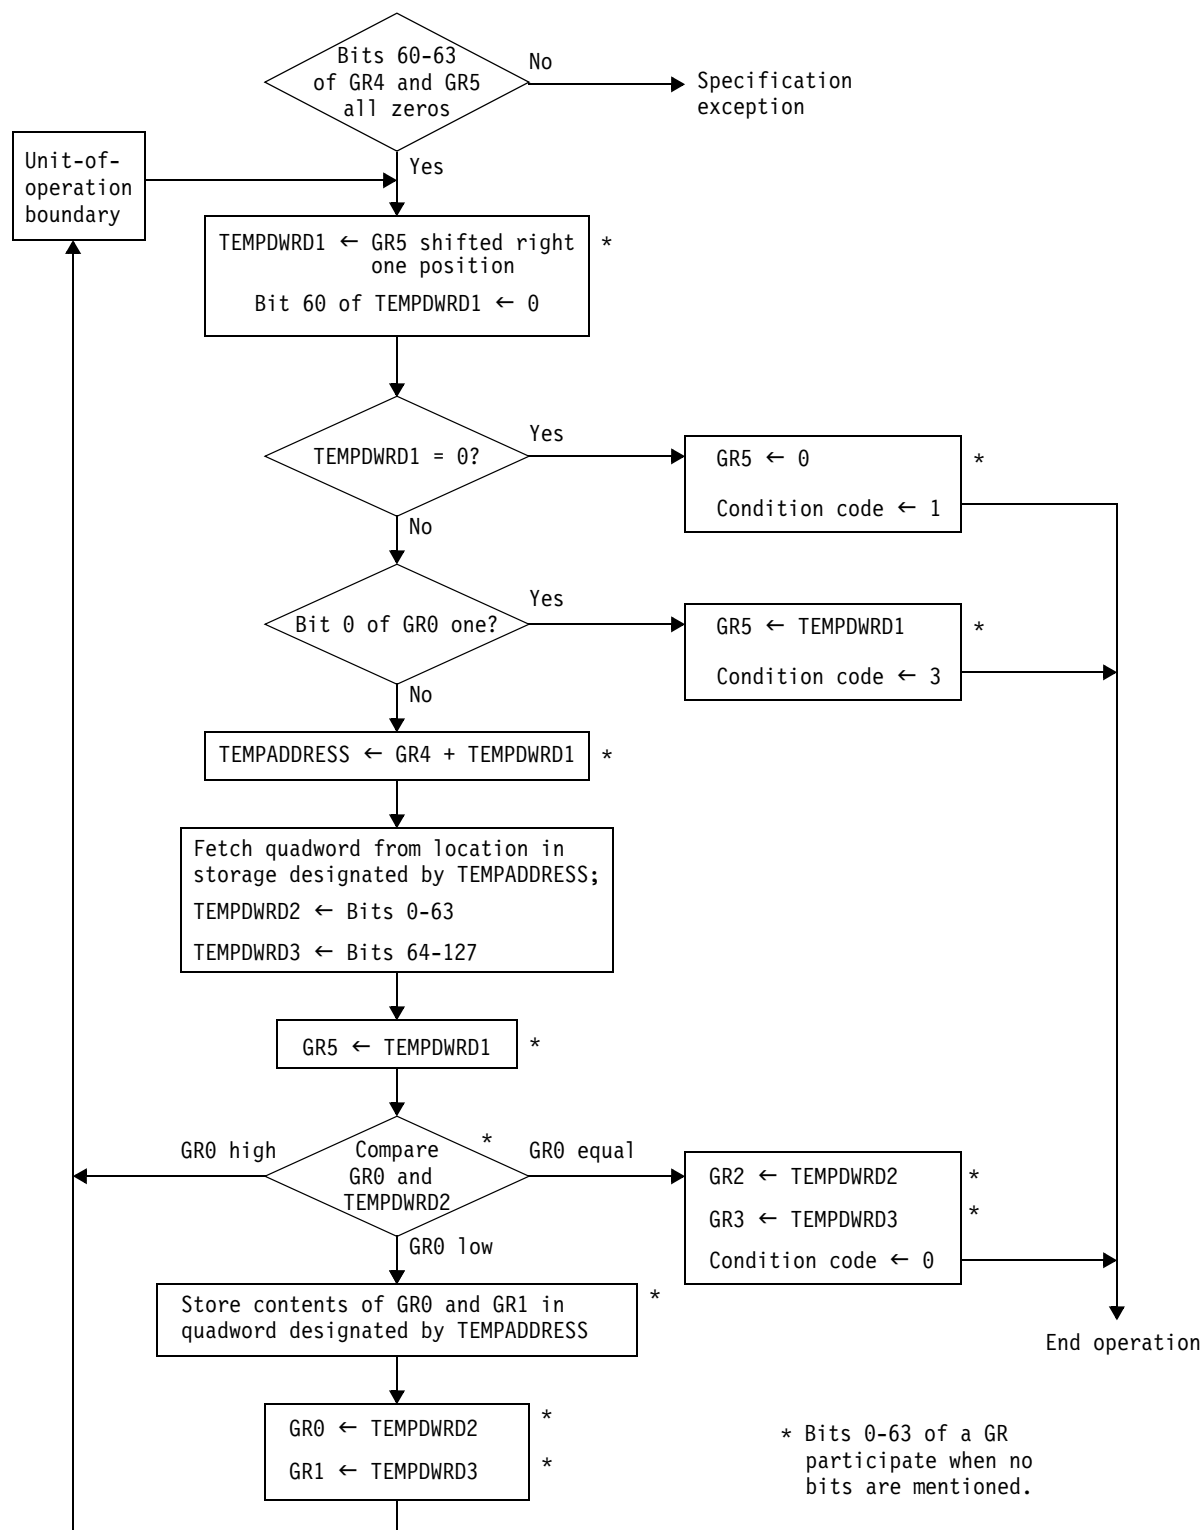 Bits 60-63
of GR4 and GR5
all zeros
No
Specification
exception
Yes
Unit-of-
operation
boundary
TEMPDWRD1 ← GR5 shifted right
one position
Bit 60 of TEMPDWRD1 ← 0
*
TEMPDWRD1 = 0?
Yes
GR5 ← 0
*
Condition code ← 1
No
Bit 0 of GR0 one?
Yes
GR5 ← TEMPDWRD1
*
Condition code ← 3
No
TEMPADDRESS ← GR4 + TEMPDWRD1
*
Fetch quadword from location in
storage designated by TEMPADDRESS;
TEMPDWRD2 ← Bits 0-63
TEMPDWRD3 ← Bits 64-127
GR5 ← TEMPDWRD1
*
GR0 high
Compare
GR0 and
TEMPDWRD2
*
GR0 equal
GR2 ← TEMPDWRD2
*
GR3 ← TEMPDWRD3
*
Condition code ← 0
GR0 low
Store contents of GR0 and GR1 in
quadword designated by TEMPADDRESS
*
End operation
GR0 ← TEMPDWRD2
*
GR1 ← TEMPDWRD3
*
* Bits 0-63 of a GR
participate when no
bits are mentioned.